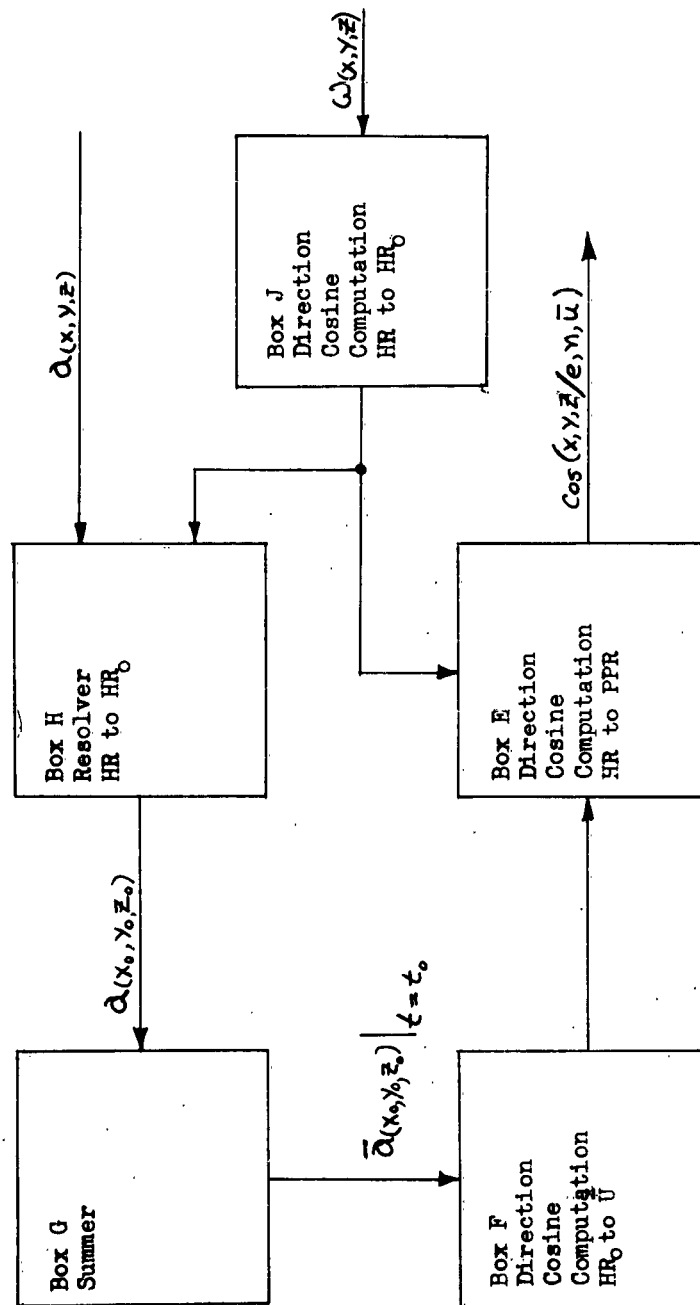 a(x,y,z)
ω(x,y,z)
Box J
Direction
Cosine
Computation
HR to HR₀
Box H
Resolver
HR to HR₀
cos(x,y,z/e,n,u̅)
Box E
Direction
Cosine
Computation
HR to PPR
a(x₀,y₀,z₀)
Box G
Summer
a̅(x₀,y₀,z₀)|t=t₀
Box F
Direction
Cosine
Computation
HR₀ to U̅